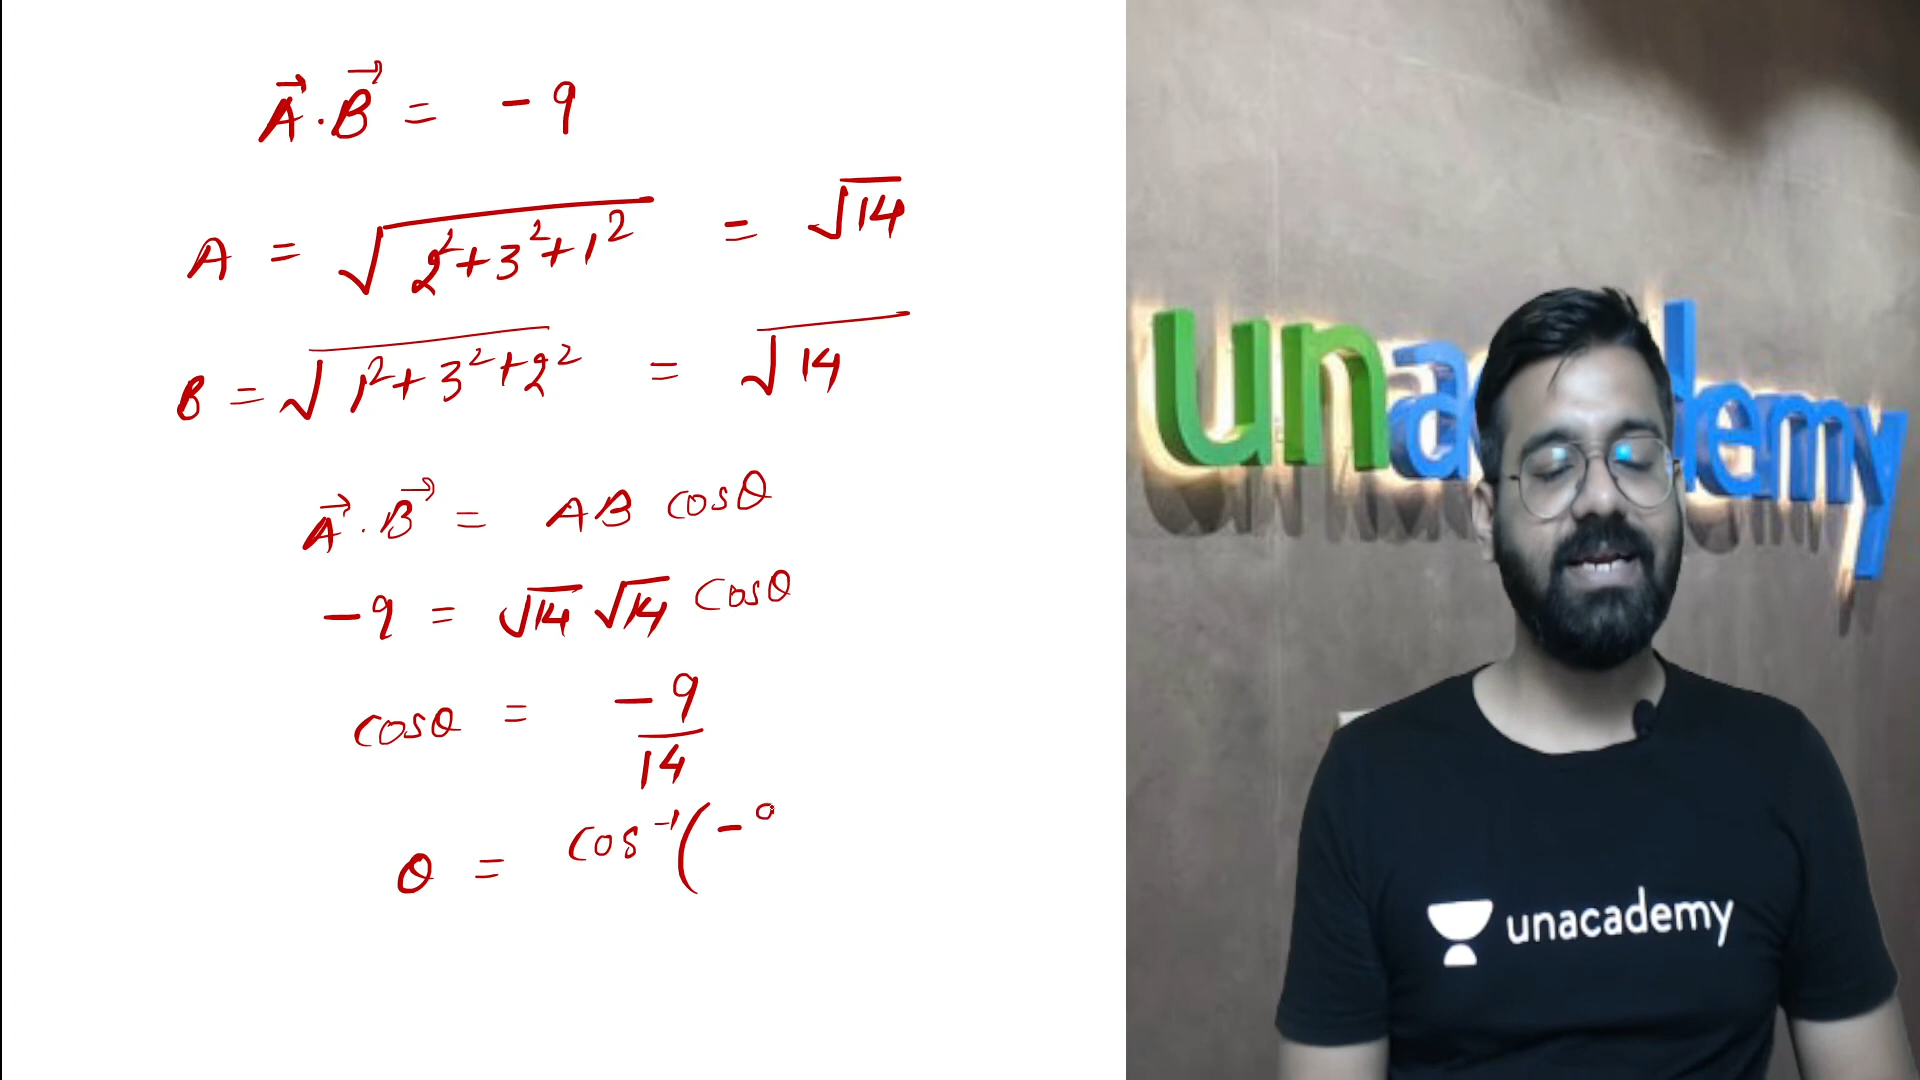 A⃗ · B⃗ = - 9
A = √(2² + 3² + 1²) = √14
B = √(1² + 3² + 2²) = √14
A⃗ · B⃗ = AB cosθ
- 9 = √14 √14 cosθ
cosθ = -9/14
θ = cos⁻¹(-
unacademy
unacademy